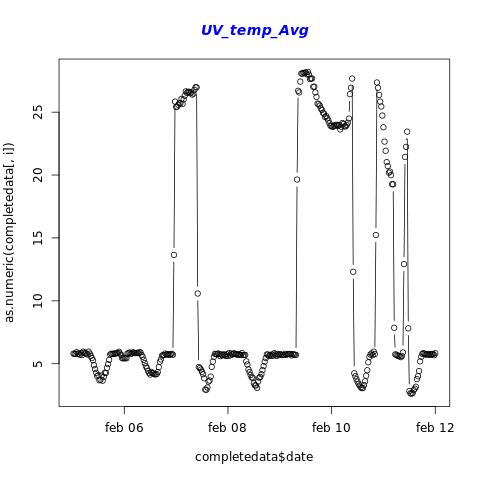 UV_temp_Avg
as.numeric(completedata[, i])
25
20
15
10
5
feb 06
feb 08
feb 10
feb 12
completedata$date